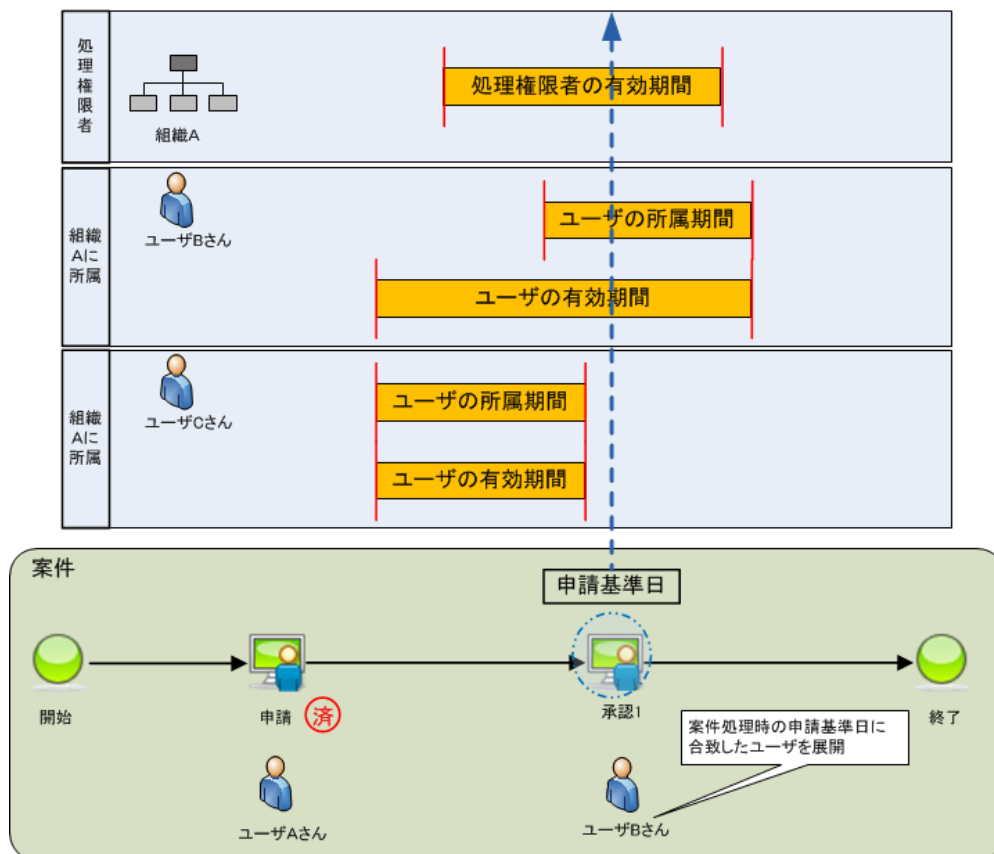 処理権限者
組織A
処理権限者の有効期間
組織
Aに
所属
ユーザBさん
ユーザの所属期間
ユーザの有効期間
組織
Aに
所属
ユーザCさん
ユーザの所属期間
ユーザの有効期間
案件
申請基準日
開始
申請
済
承認1
終了
案件処理時の申請基準日に
合致したユーザを展開
ユーザAさん
ユーザBさん